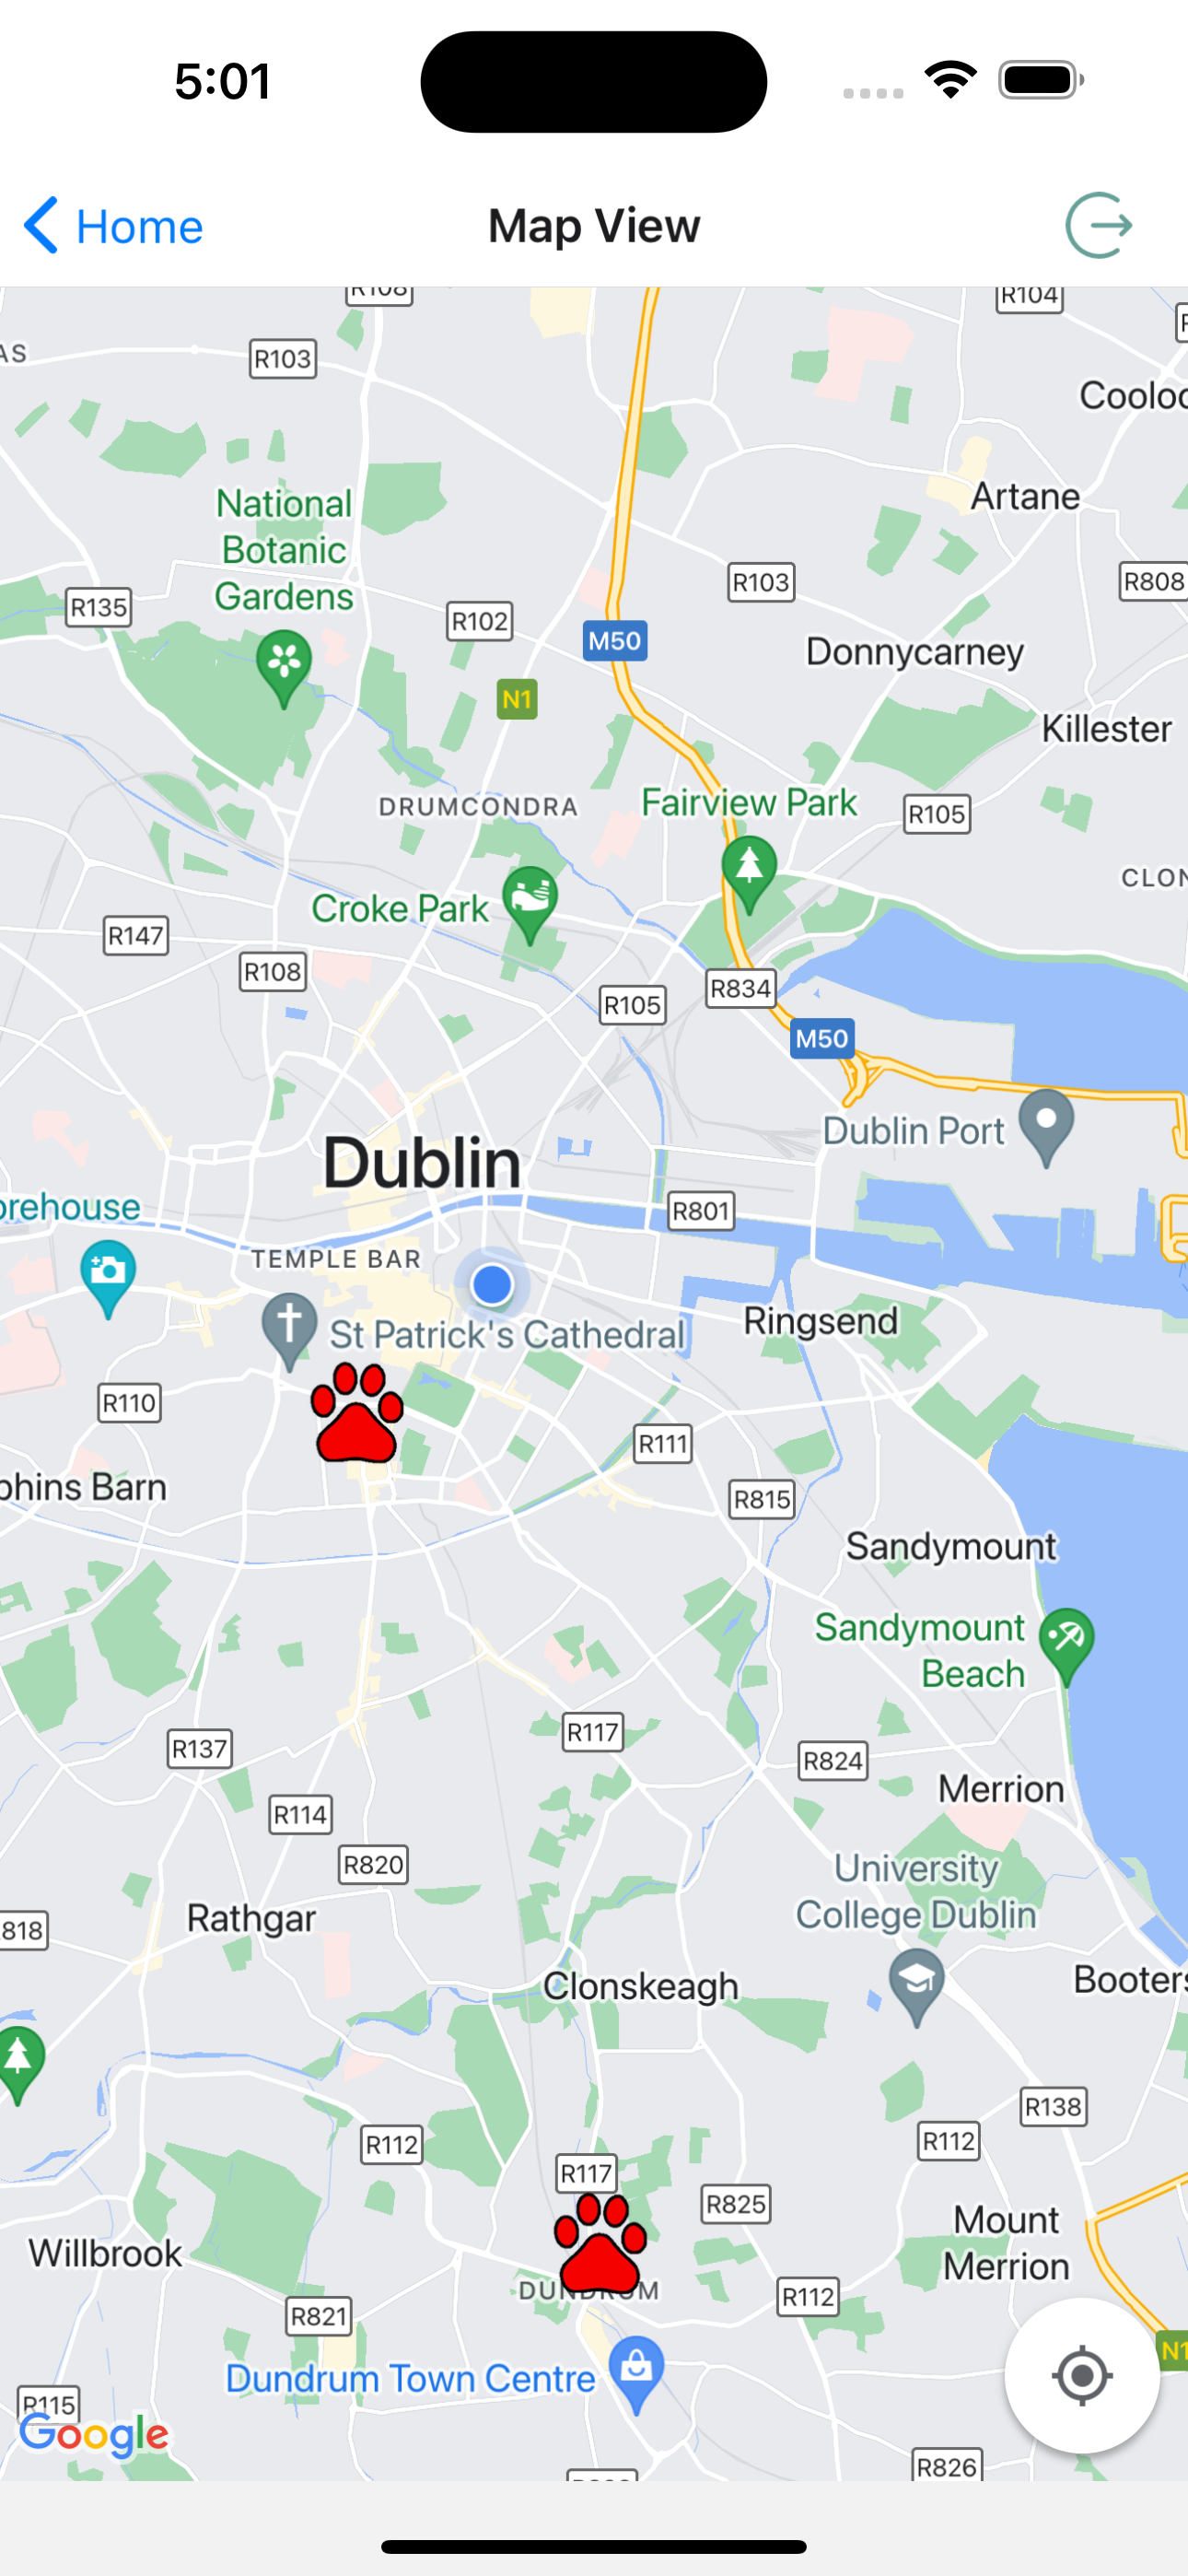 5:01
Home
Map View
R108
R104
R103
Cooloc
Artane
National
Botanic
Gardens
R103
R808
R135
R102
M50
Donnycarney
N1
Killester
DRUMCONDRA
Fairview Park
R105
CLON
Croke Park
R147
R108
R834
R105
M50
Dublin Port
Dublin
orehouse
R801
TEMPLE BAR
St Patrick's Cathedral
Ringsend
R110
R111
phins Barn
R815
Sandymount
Sandymount
Beach
R117
R137
R824
Merrion
R114
R820
University
College Dublin
Rathgar
818
Clonskeagh
Booters
R138
R112
R112
R117
R825
Mount
Merrion
Willbrook
DUNDRUM
R112
R821
N1
Dundrum Town Centre
R115
Google
R826